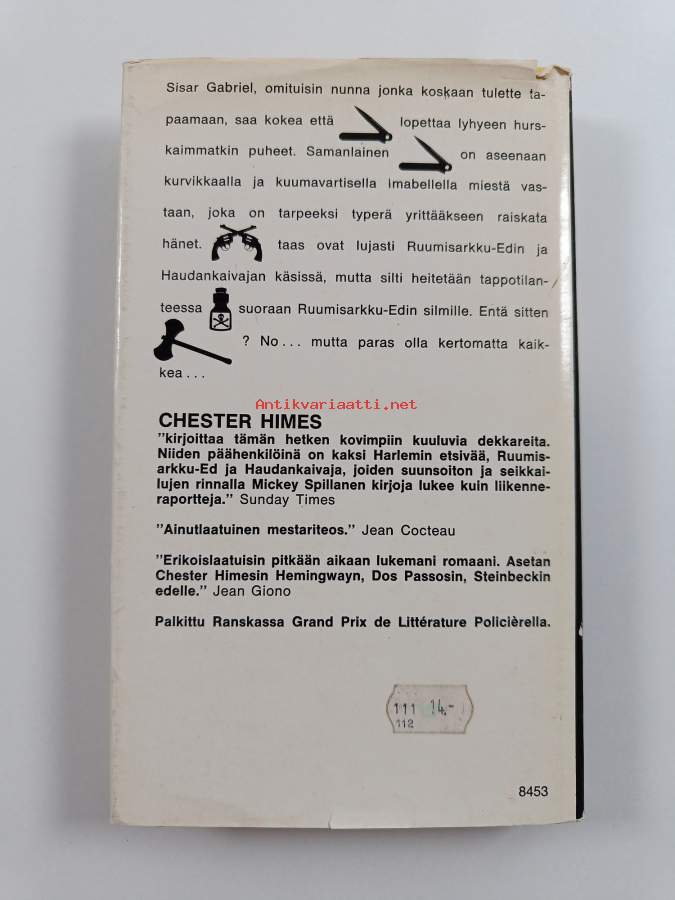 Sisar Gabriel, omituisin nunna jonka koskaan tulette ta-
paamaan, saa kokea että lopettaa lyhyeen hurs-
kaimmatkin puheet. Samanlainen on aseenaan
kurvikkaalla ja kuumavartisella Imabellella miestä vas-
taan, joka on tarpeeksi typerä yrittääkseen raiskata
hänet. taas ovat lujasti Ruumisarkku-Edin ja
Haudankaivajan käsissä, mutta silti heitetään tappotilan-
teessa suoraan Ruumisarkku-Edin silmille. Entä sitten
? No... mutta paras olla kertomatta kaik-
kea...
Antikvariaatti.net
CHESTER HIMES
"kirjoittaa tämän hetken kovimpiin kuuluvia dekkareita.
Niiden päähenkilöinä on kaksi Harlemin etsivää, Ruumis-
arkku-Ed ja Haudankaivaja, joiden suunsoiton ja seikkai-
lujen rinnalla Mickey Spillanen kirjoja lukee kuin liikenne-
raportteja." Sunday Times
"Ainutlaatuinen mestariteos." Jean Cocteau
"Erikoislaatuisin pitkään aikaan lukemani romaani. Asetan
Chester Himesin Hemingwayn, Dos Passosin, Steinbeckin
edelle." Jean Giono
Palkittu Ranskassa Grand Prix de Littérature Policièrella.
111 14.-
112
8453